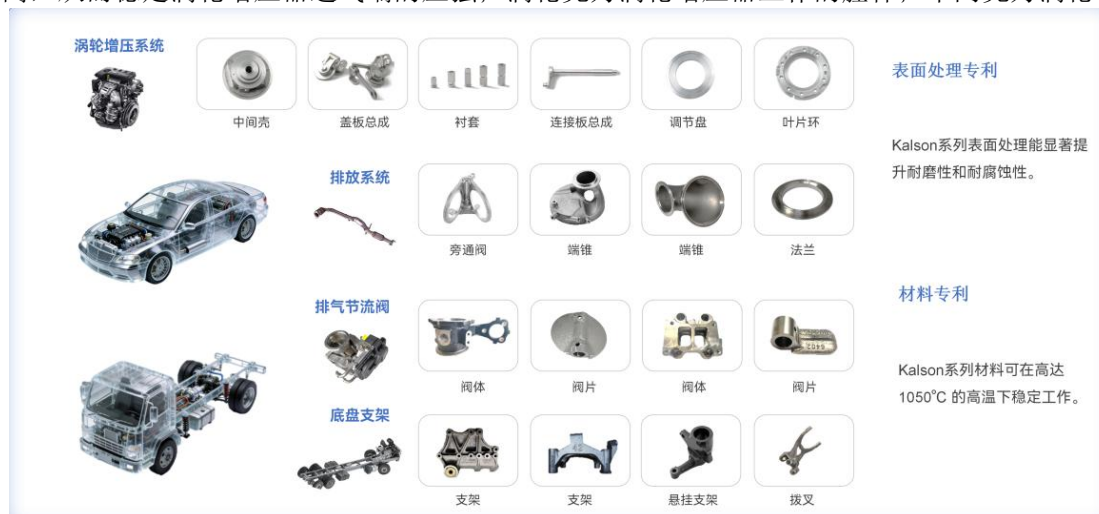 涡轮增压系统
中间壳 盖板总成 衬套 连接板总成 调节盘 叶片环
表面处理专利
Kalson系列表面处理能显著提
升耐磨性和耐腐蚀性。
排放系统
旁通阀 端锥 端锥 法兰
排气节流阀
阀体 阀片 阀体 阀片
材料专利
Kalson系列材料可在高达
1050℃ 的高温下稳定工作。
底盘支架
支架 支架 悬挂支架 拨叉